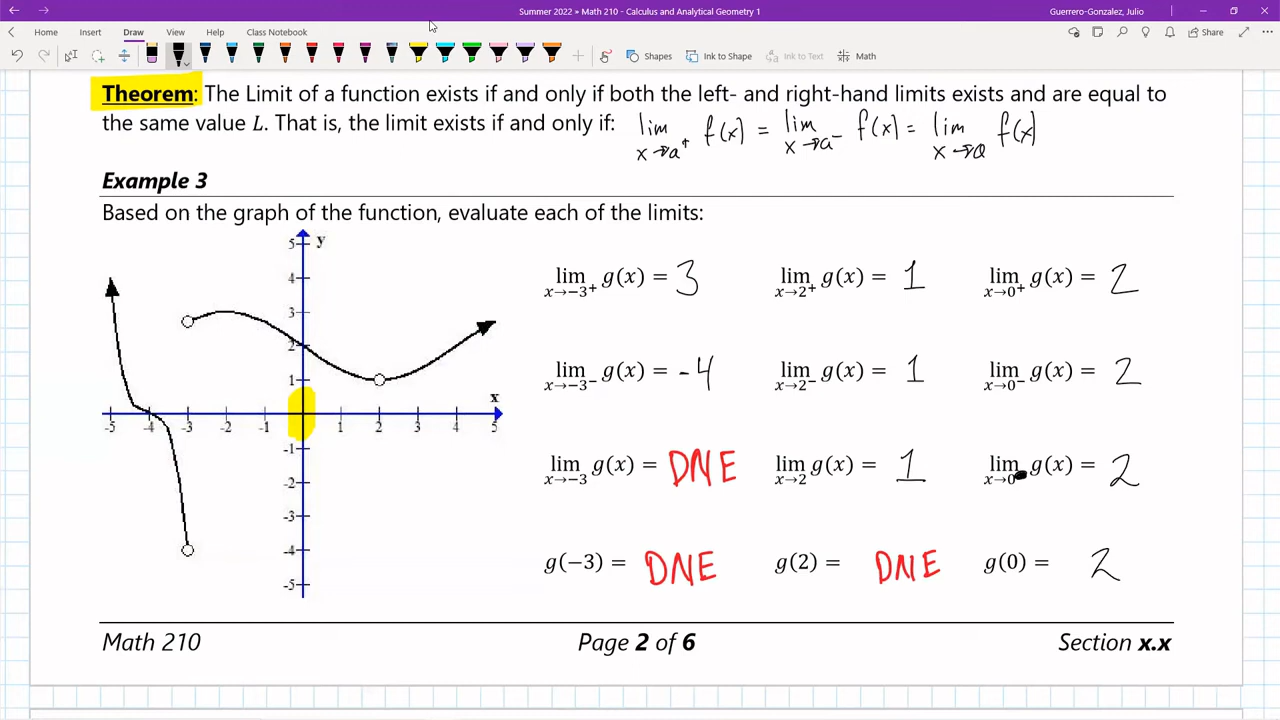 Summer 2022 » Math 210 - Calculus and Analytical Geometry 1
Guerrero-Gonzalez, Julio
Home Insert Draw View Help Class Notebook
Share
Shapes Ink to Shape Ink to Text Math
Theorem: The Limit of a function exists if and only if both the left- and right-hand limits exists and are equal to
the same value L. That is, the limit exists if and only if: lim x→a⁺ f(x) = lim x→a⁻ f(x) = lim x→a f(x)
Example 3
Based on the graph of the function, evaluate each of the limits:
5 y
4
3
2
1
x
-5 -4 -3 -2 -1 1 2 3 4 5
-1
-2
-3
-4
-5
lim x→−3+ g(x) = 3 lim x→2+ g(x) = 1 lim x→0+ g(x) = 2
lim x→−3- g(x) = -4 lim x→2- g(x) = 1 lim x→0- g(x) = 2
lim x→−3 g(x) = DNE lim x→2 g(x) = 1 lim x→0 g(x) = 2
g(−3) = DNE g(2) = DNE g(0) = 2
Math 210 Page 2 of 6 Section x.x